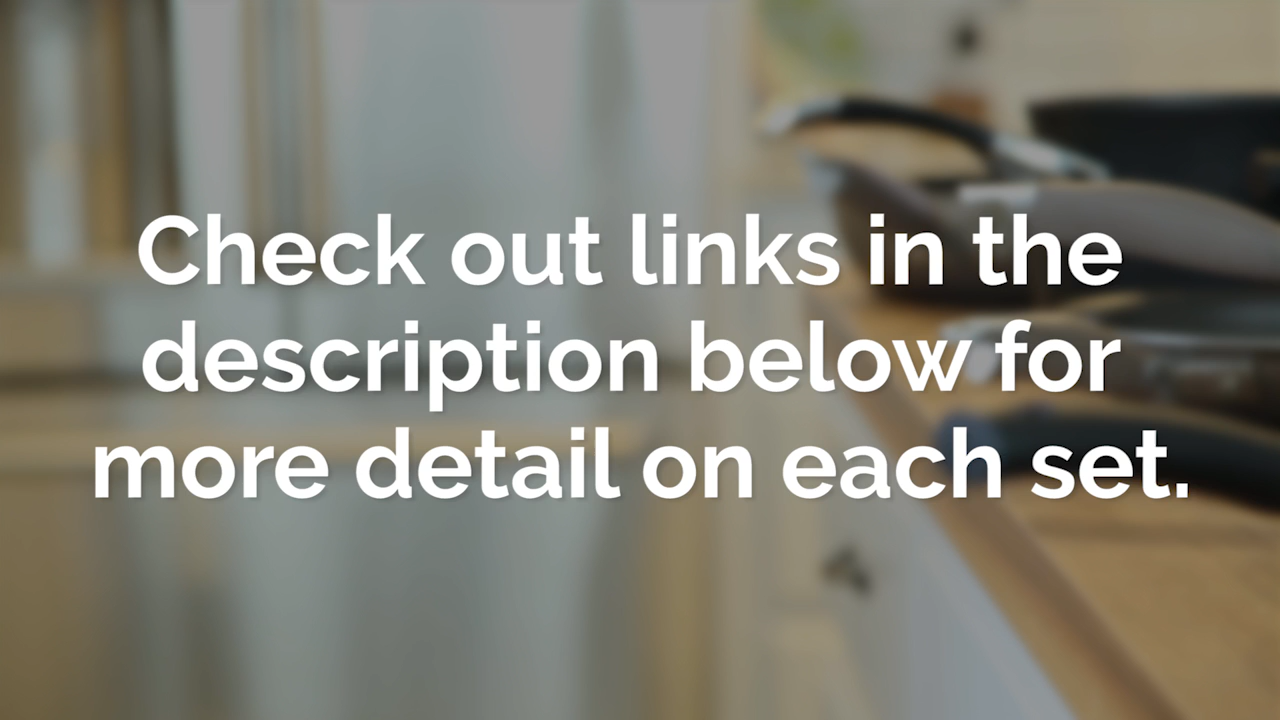 Check out links in the
description below for
more detail on each set.